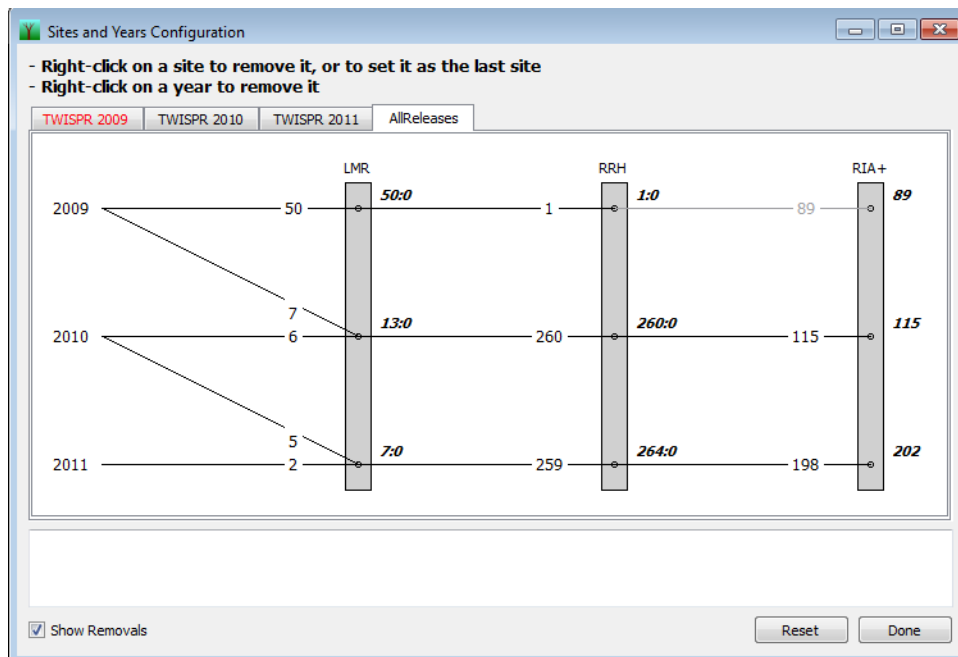 Sites and Years Configuration
- Right-click on a site to remove it, or to set it as the last site
- Right-click on a year to remove it
TWISPR 2009 TWISPR 2010 TWISPR 2011 AllReleases
LMR RRH RIA+
2009 50 50:0 1 1:0 89 89
7
2010 6 13:0 260 260:0 115 115
5
2011 2 7:0 259 264:0 198 202
Show Removals Reset Done